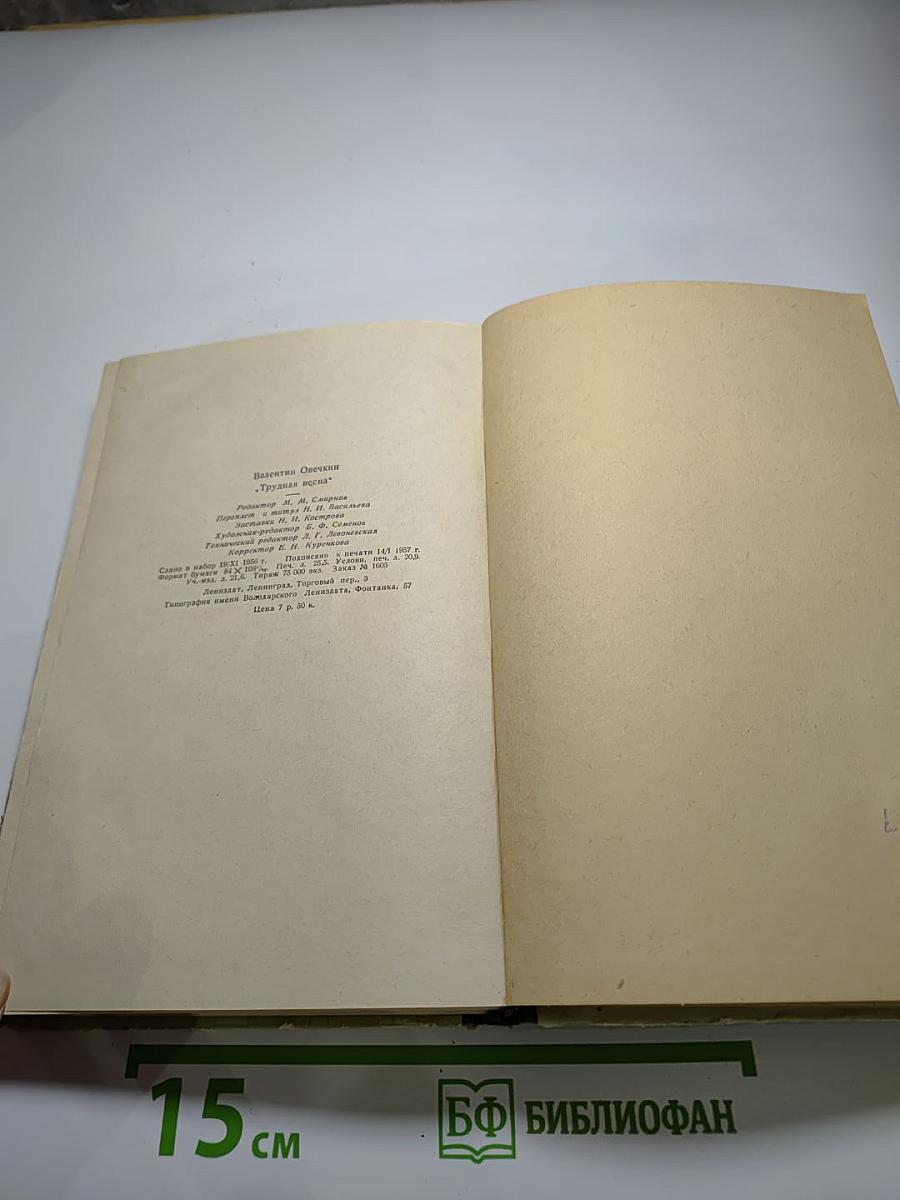 Валентин Овечкин
„Трудная весна“
Редактор М. М. Смирнов
Переплет и титул Н. И. Васильева
Заставки Н. И. Кострова
Художник-редактор Б. Ф. Семенов
Технический редактор Л. Г. Левоневская
Корректор Е. Н. Куренкова
Сдано в набор 19/XI 1956 г. Подписано к печати 14/I 1957 г.
Формат бумаги 84 × 108¹/₃₂. Печ. л. 25,5. Условн. печ. л. 20,9.
Уч.-изд. л. 21,6. Тираж 75 000 экз. Заказ № 1605
Лениздат, Ленинград, Торговый пер., 3
Типография имени Володарского Лениздата, Фонтанка, 57
Цена 7 р. 50 к.
15 см
БФ БИБЛИОФАН